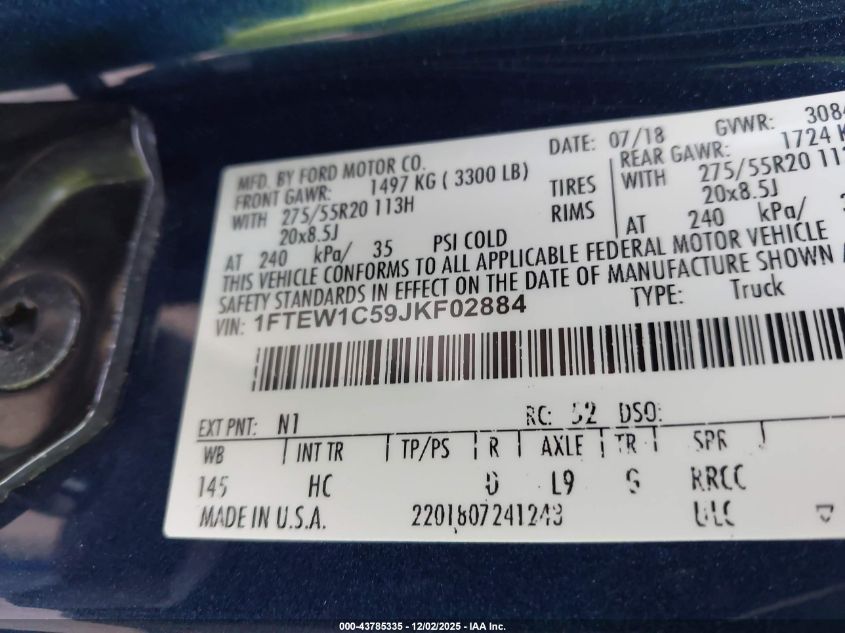 MFD. BY FORD MOTOR CO. DATE: 07/18 GVWR: 3084
FRONT GAWR: 1497 KG ( 3300 LB) REAR GAWR: 1724 K
WITH 275/55R20 113H TIRES WITH 275/55R20 113
20x8.5J RIMS 20x8.5J
AT 240 kPa/ 35 PSI COLD AT 240 kPa/ 3
THIS VEHICLE CONFORMS TO ALL APPLICABLE FEDERAL MOTOR VEHICLE
SAFETY STANDARDS IN EFFECT ON THE DATE OF MANUFACTURE SHOWN
VIN: 1FTEW1C59JKF02884 TYPE: Truck
EXT PNT: N1 RC: 52 DSO:
WB INT TR TP/PS R AXLE TR SPR
145 HC L9 RRCC
MADE IN U.S.A. 2201807241243
000-43785335 - 12/02/2025 - IAA Inc.